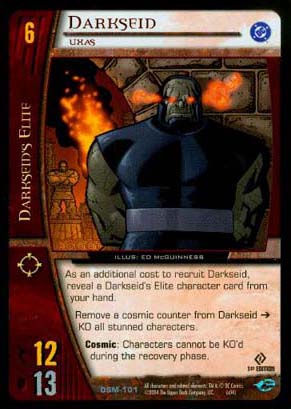 6
DARKSEID
UXAS
DC
DARKSEID'S ELITE
ILLUS: ED McGUINNESS
As an additional cost to recruit Darkseid,
reveal a Darkseid's Elite character card from
your hand.
Remove a cosmic counter from Darkseid →
KO all stunned characters.
Cosmic: Characters cannot be KO'd
during the recovery phase.
12
13
DSM-101
1ST EDITION